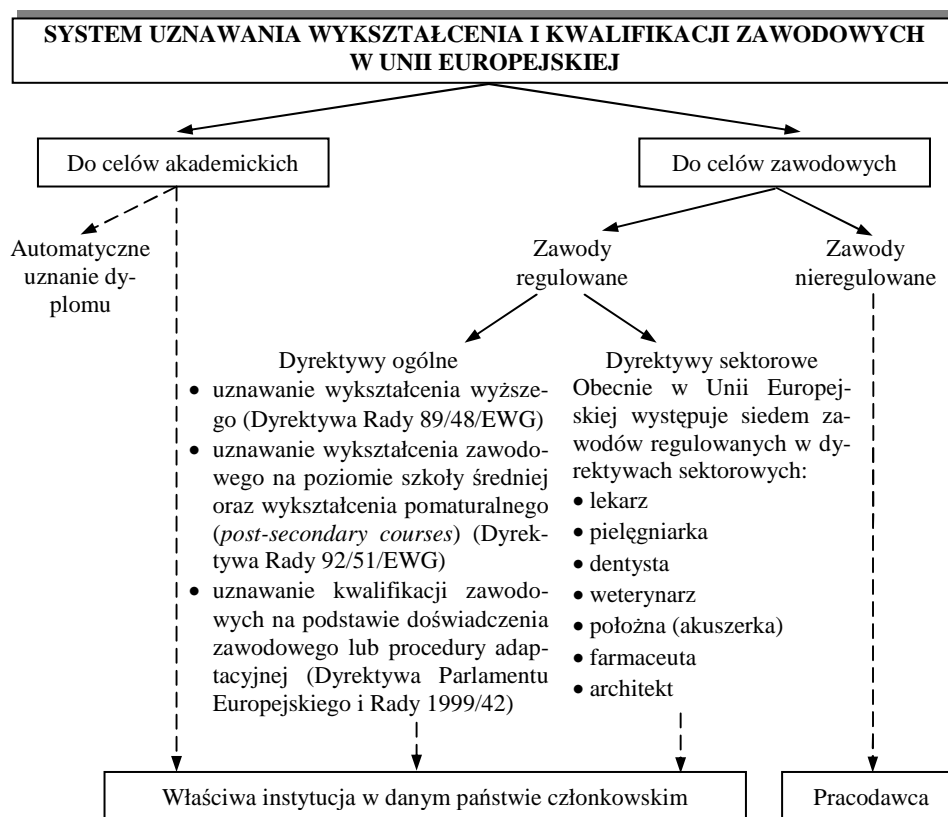 SYSTEM UZNAWANIA WYKSZTAŁCENIA I KWALIFIKACJI ZAWODOWYCH
W UNII EUROPEJSKIEJ
Do celów akademickich
Do celów zawodowych
Automatyczne
uznanie dy-
plomu
Zawody
regulowane
Zawody
nieregulowane
Dyrektywy ogólne
• uznawanie wykształcenia wyższe-
go (Dyrektywa Rady 89/48/EWG)
• uznawanie wykształcenia zawodo-
wego na poziomie szkoły średniej
oraz wykształcenia pomaturalnego
(post-secondary courses) (Dyrek-
tywa Rady 92/51/EWG)
• uznawanie kwalifikacji zawodo-
wych na podstawie doświadczenia
zawodowego lub procedury adap-
tacyjnej (Dyrektywa Parlamentu
Europejskiego i Rady 1999/42)
Dyrektywy sektorowe
Obecnie w Unii Europej-
skiej występuje siedem za-
wodów regulowanych w dy-
rektywach sektorowych:
• lekarz
• pielęgniarka
• dentysta
• weterynarz
• położna (akuszerka)
• farmaceuta
• architekt
Właściwa instytucja w danym państwie członkowskim
Pracodawca